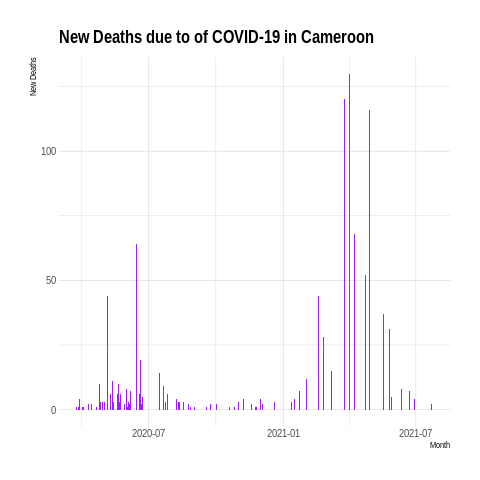 New Deaths due to of COVID-19 in Cameroon
New Deaths
100
50
0
2020-07
2021-01
2021-07
Month